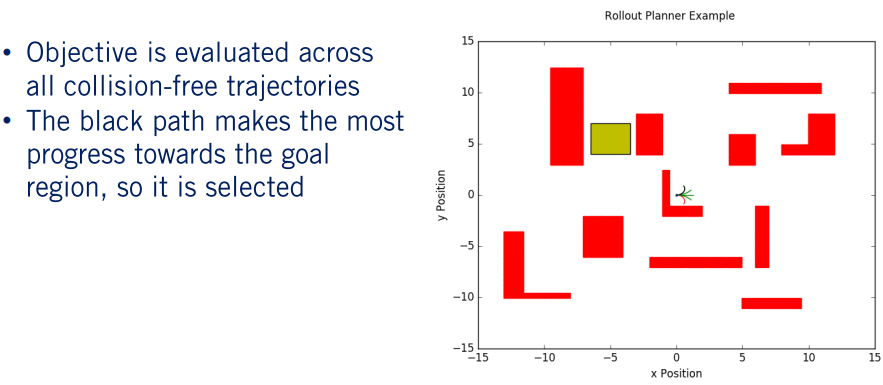 • Objective is evaluated across
all collision-free trajectories
• The black path makes the most
progress towards the goal
region, so it is selected
Rollout Planner Example
15
10
5
0
−5
−10
−15
y Position
−15 −10 −5 0 5 10 15
x Position